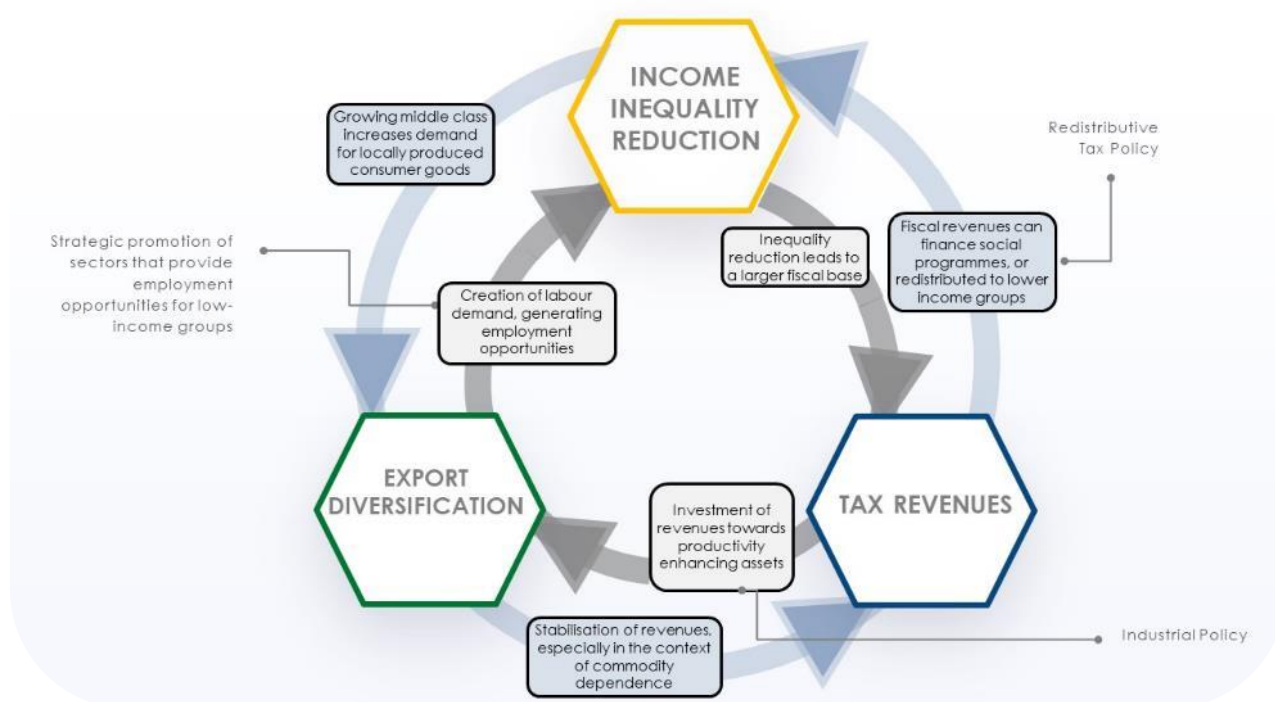 INCOME
INEQUALITY
REDUCTION
Growing middle class
increases demand
for locally produced
consumer goods
Redistributive
Tax Policy
Strategic promotion of
sectors that provide
employment
opportunities for low-
income groups
Inequality
reduction leads to
a larger fiscal base
Fiscal revenues can
finance social
programmes, or
redistributed to lower
income groups
Creation of labour
demand, generating
employment
opportunities
EXPORT
DIVERSIFICATION
Investment of
revenues towards
productivity
enhancing assets
TAX REVENUES
Stabilisation of revenues,
especially in the context
of commodity
dependence
Industrial Policy